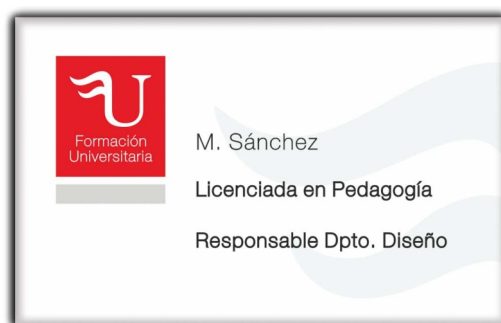 U
Formación
Universitaria
M. Sánchez
Licenciada en Pedagogía
Responsable Dpto. Diseño